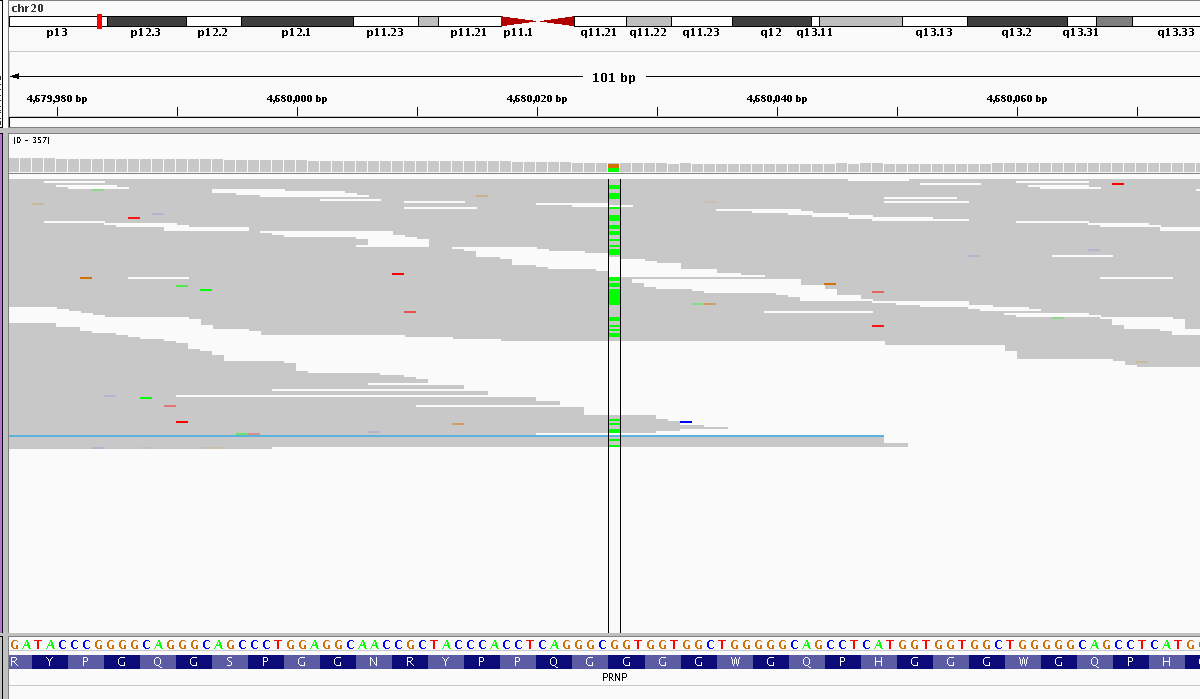 chr20
p13 p12.3 p12.2 p12.1 p11.23 p11.21 p11.1 q11.21 q11.22 q11.23 q12 q13.11 q13.13 q13.2 q13.31 q13.33
101 bp
4,679,980 bp 4,680,000 bp 4,680,020 bp 4,680,040 bp 4,680,060 bp
[0 - 357]
GATACCCGGGGCAGGGCAGCCCTGGAGGCAACCGCTACCCACCTCAGGGCGGTGGTGGCTGGGGGCAGCCTCATGGTGGTGGCTGGGGGCAGCCTCATG
R Y P G Q G S P G G N R Y P P Q G G G G W G Q P H G G G W G Q P H
PRNP